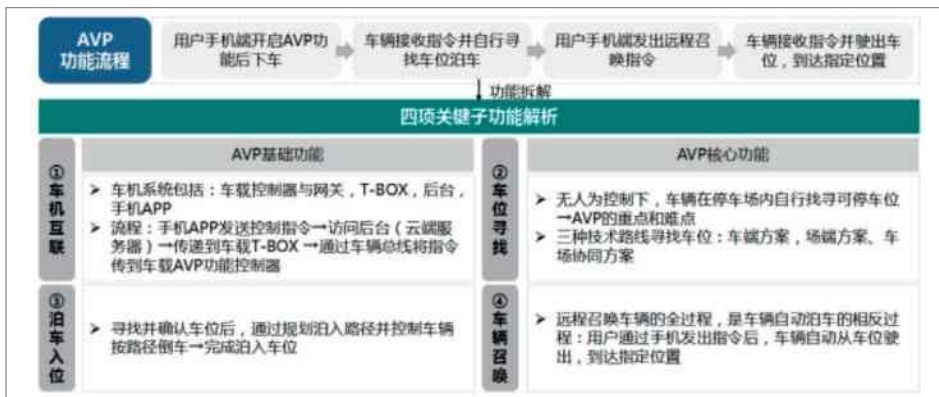 AVP
功能流程
用户手机端开启AVP功
能后下车
车辆接收指令并自行寻
找车位泊车
用户手机端发出远程召
唤指令
车辆接收指令并驶出车
位，到达指定位置
功能拆解
四项关键子功能解析
①车机互联
AVP基础功能
➢ 车机系统包括：车载控制器与网关，T-BOX，后台，
手机APP
➢ 流程：手机APP发送控制指令→访问后台（云端服
务器）→传递到车载T-BOX→通过车辆总线将指令
传到车载AVP功能控制器
②车位寻找
AVP核心功能
➢ 无人为控制下，车辆在停车场内自行找寻可停车位
→AVP的重点和难点
➢ 三种技术路线寻找车位：车端方案，场端方案、车
场协同方案
③泊车入位
➢ 寻找并确认车位后，通过规划泊入路径并控制车辆
按路径倒车→完成泊入车位
④车辆召唤
➢ 远程召唤车辆的全过程，是车辆自动泊车的相反过
程：用户通过手机发出指令后，车辆自动从车位驶
出，到达指定位置